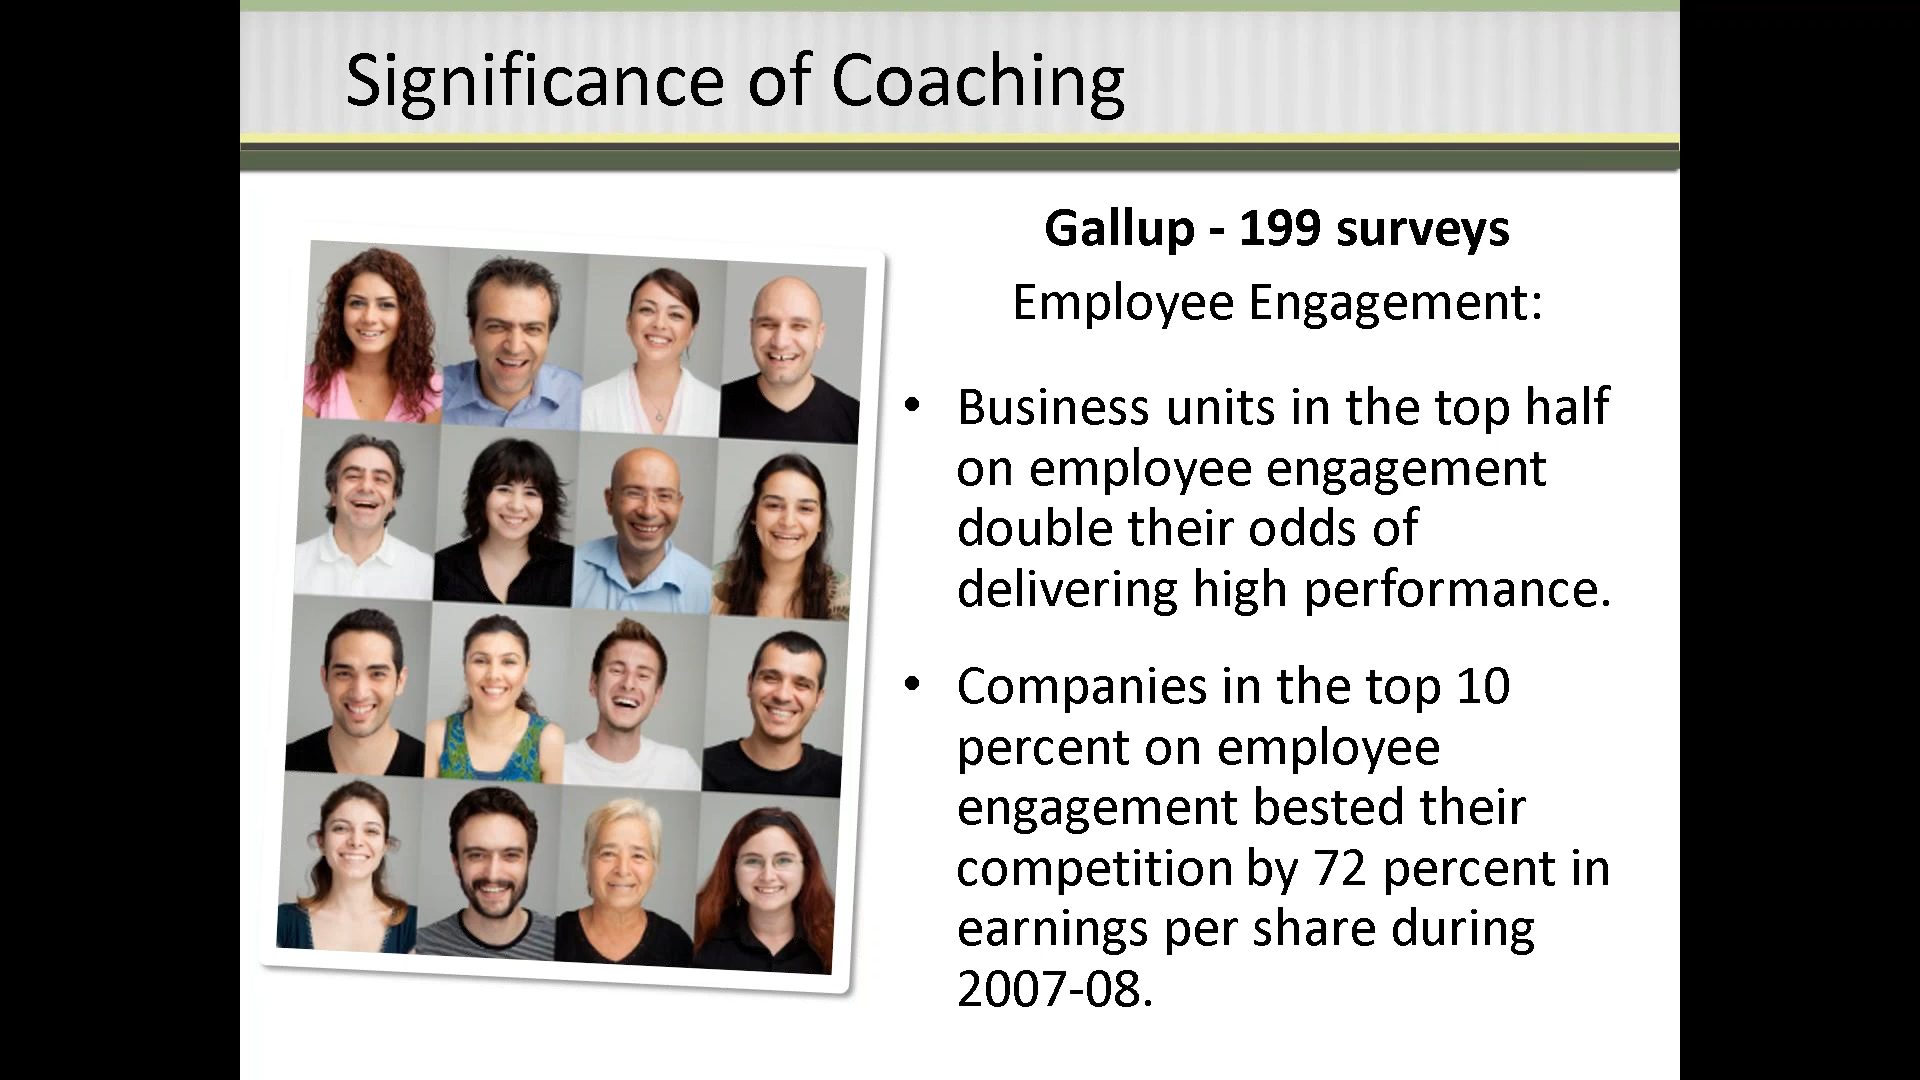 Significance of Coaching
Gallup - 199 surveys
Employee Engagement:
• Business units in the top half
on employee engagement
double their odds of
delivering high performance.
• Companies in the top 10
percent on employee
engagement bested their
competition by 72 percent in
earnings per share during
2007-08.